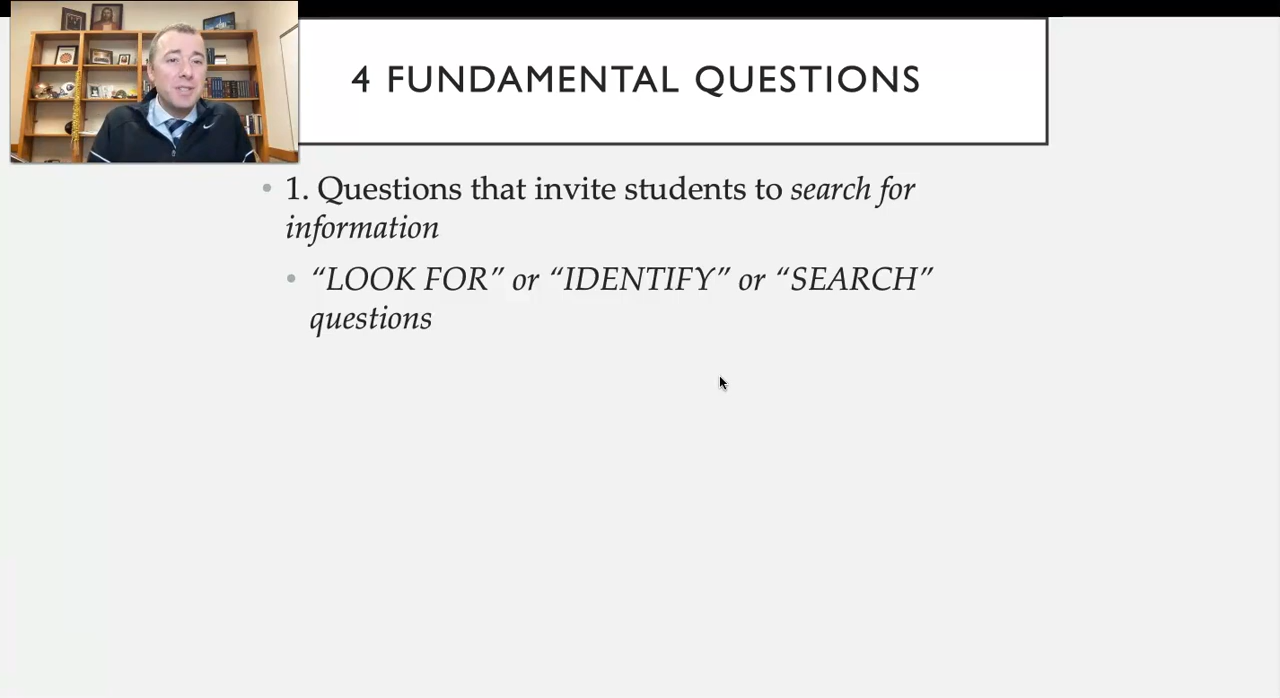 4 FUNDAMENTAL QUESTIONS
1. Questions that invite students to search for
information
“LOOK FOR” or “IDENTIFY” or “SEARCH”
questions